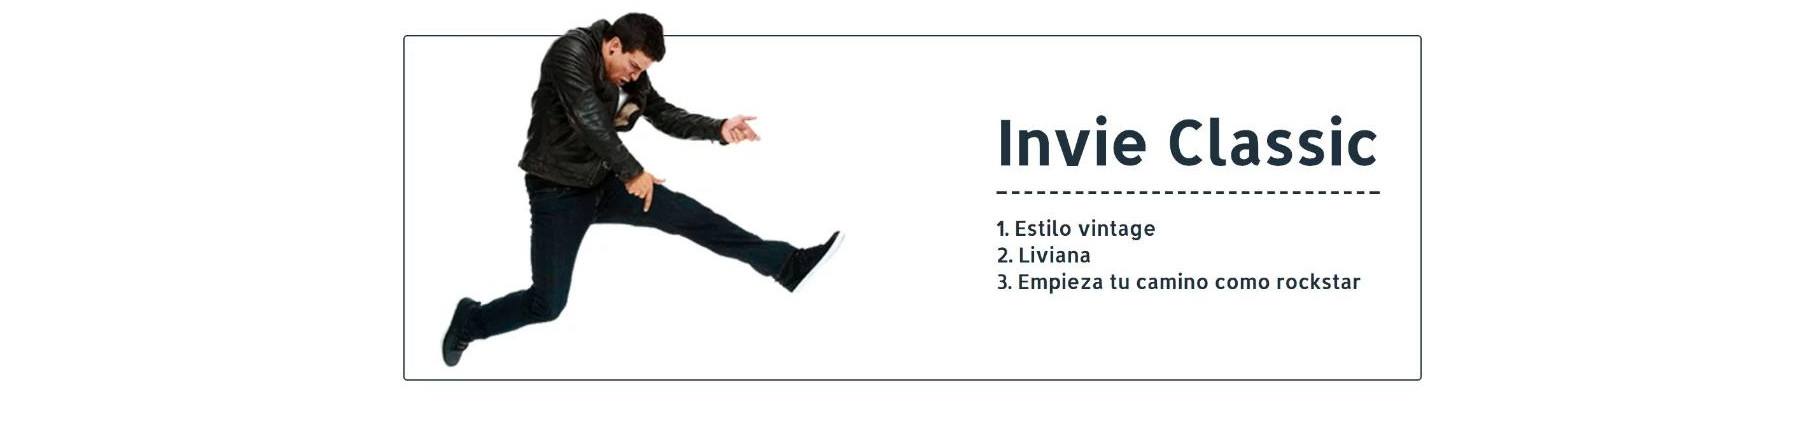 Invie Classic
1. Estilo vintage
2. Liviana
3. Empieza tu camino como rockstar